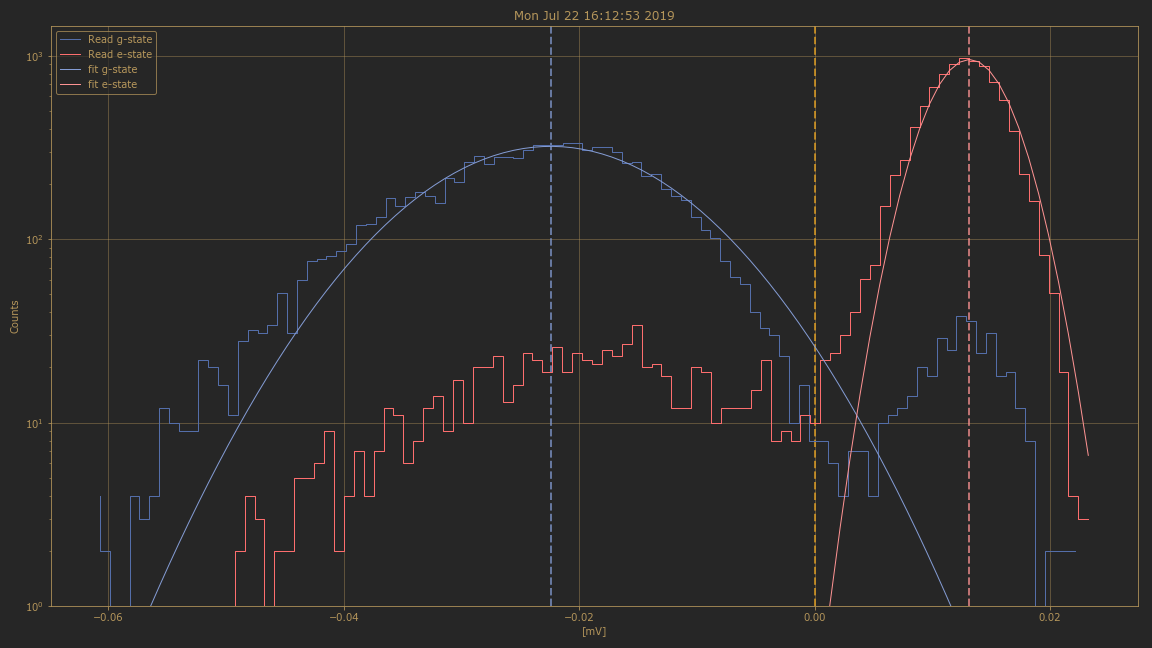 Mon Jul 22 16:12:53 2019
Read g-state
Read e-state
fit g-state
fit e-state
10³
10²
10¹
10⁰
Counts
−0.06
−0.04
−0.02
0.00
0.02
[mV]